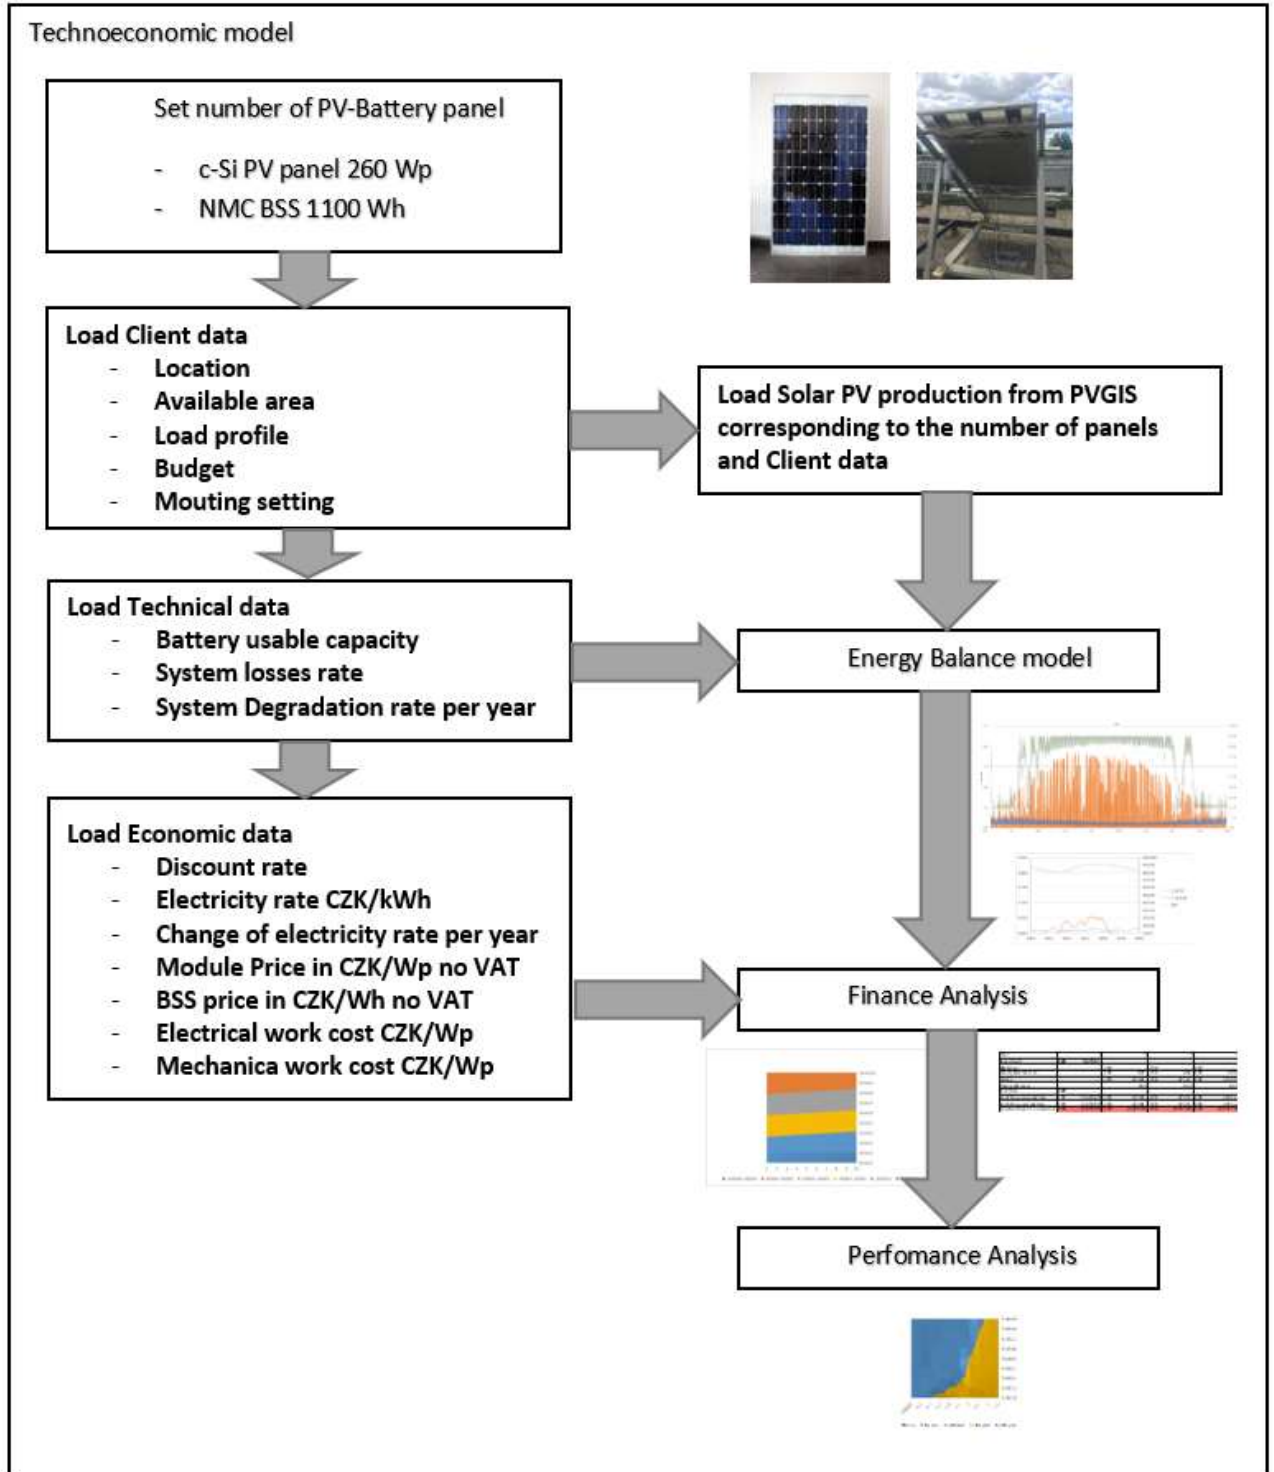 Technoeconomic model
Set number of PV-Battery panel
- c-Si PV panel 260 Wp
- NMC BSS 1100 Wh
Load Client data
- Location
- Available area
- Load profile
- Budget
- Mouting setting
Load Solar PV production from PVGIS
corresponding to the number of panels
and Client data
Load Technical data
- Battery usable capacity
- System losses rate
- System Degradation rate per year
Energy Balance model
Load Economic data
- Discount rate
- Electricity rate CZK/kWh
- Change of electricity rate per year
- Module Price in CZK/Wp no VAT
- BSS price in CZK/Wh no VAT
- Electrical work cost CZK/Wp
- Mechanica work cost CZK/Wp
Finance Analysis
Perfomance Analysis